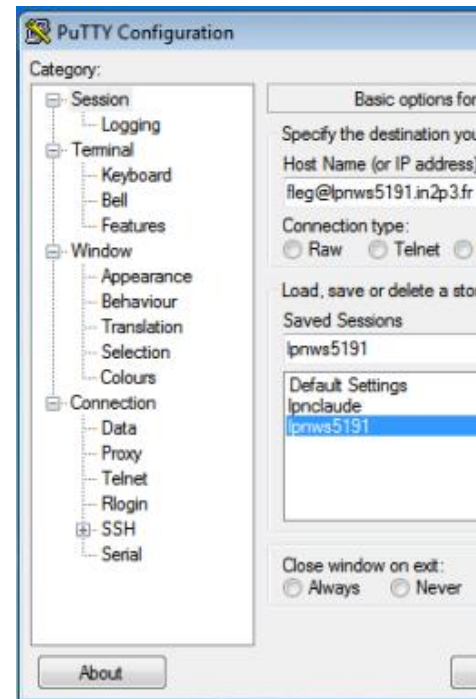 PuTTY Configuration
Category:
Session
Logging
Terminal
Keyboard
Bell
Features
Window
Appearance
Behaviour
Translation
Selection
Colours
Connection
Data
Proxy
Telnet
Rlogin
SSH
Serial
About
Basic options for
Specify the destination you
Host Name (or IP address)
fleg@lpnws5191.in2p3.fr
Connection type:
Raw Telnet
Load, save or delete a sto
Saved Sessions
lpnws5191
Default Settings
lpnclaude
lpnws5191
Close window on exit:
Always Never